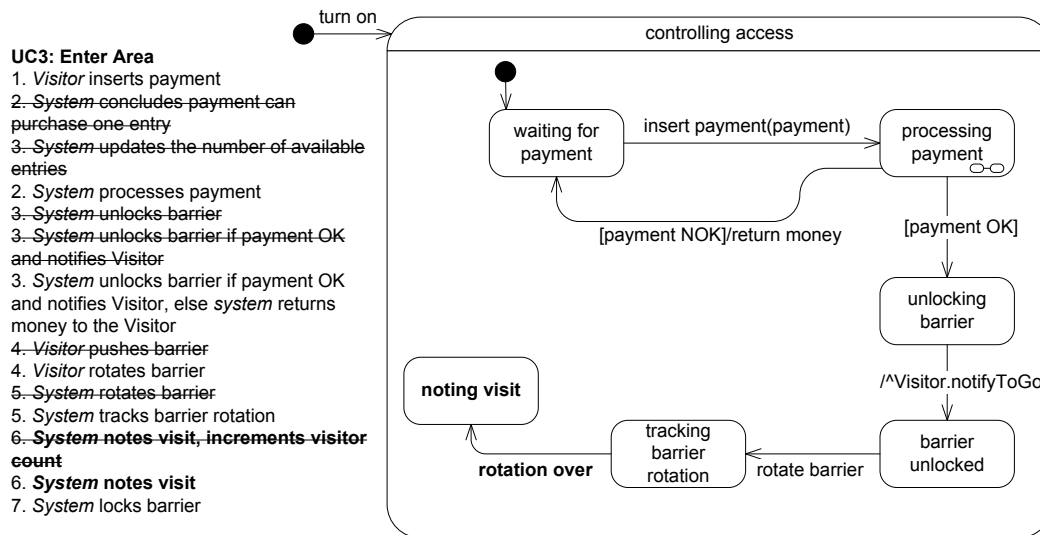 turn on
controlling access
UC3: Enter Area
1. Visitor inserts payment
2. System concludes payment can
purchase one entry
3. System updates the number of available
entries
2. System processes payment
3. System unlocks barrier
3. System unlocks barrier if payment OK
and notifies Visitor
3. System unlocks barrier if payment OK
and notifies Visitor, else system returns
money to the Visitor
4. Visitor pushes barrier
4. Visitor rotates barrier
5. System rotates barrier
5. System tracks barrier rotation
6. System notes visit, increments visitor
count
6. System notes visit
7. System locks barrier
waiting for
payment
insert payment(payment)
processing
payment
[payment NOK]/return money
[payment OK]
unlocking
barrier
/^Visitor.notifyToGo
noting visit
tracking
barrier
rotation
barrier
unlocked
rotation over
rotate barrier